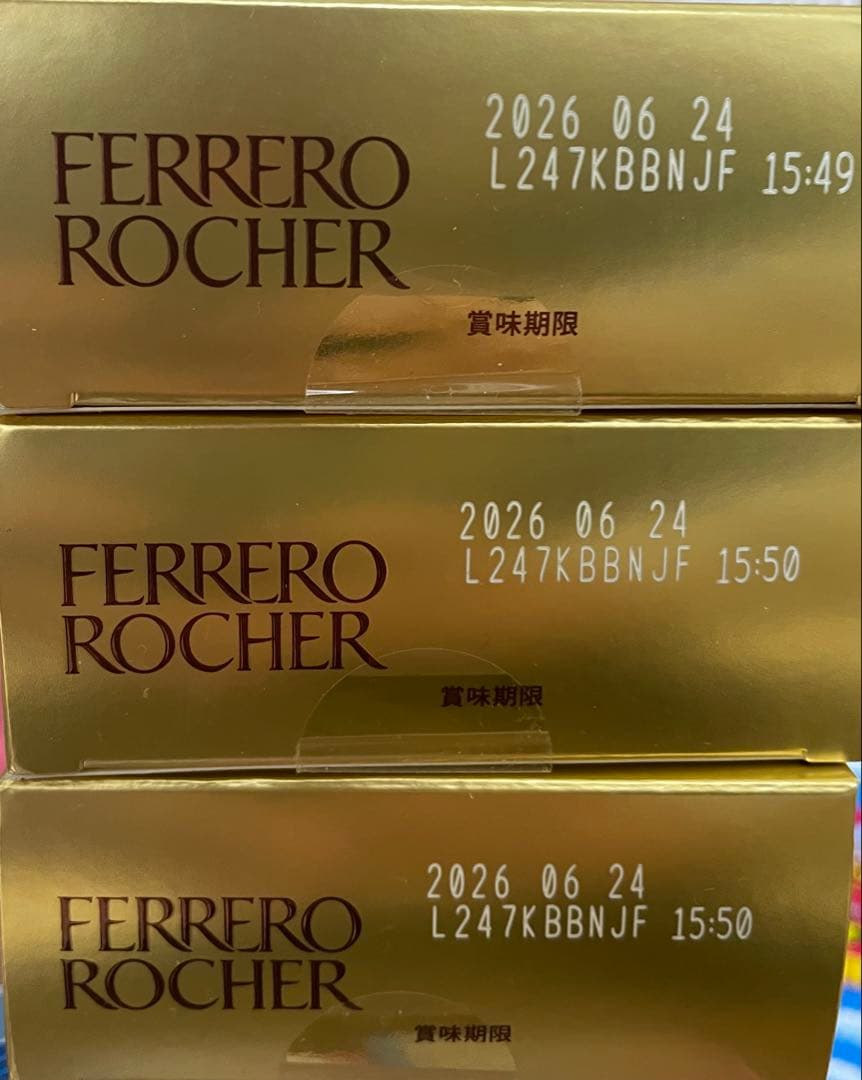 FERRERO
ROCHER
2026 06 24
L247KBBNJF 15:49
賞味期限
FERRERO
ROCHER
2026 06 24
L247KBBNJF 15:50
賞味期限
FERRERO
ROCHER
2026 06 24
L247KBBNJF 15:50
賞味期限